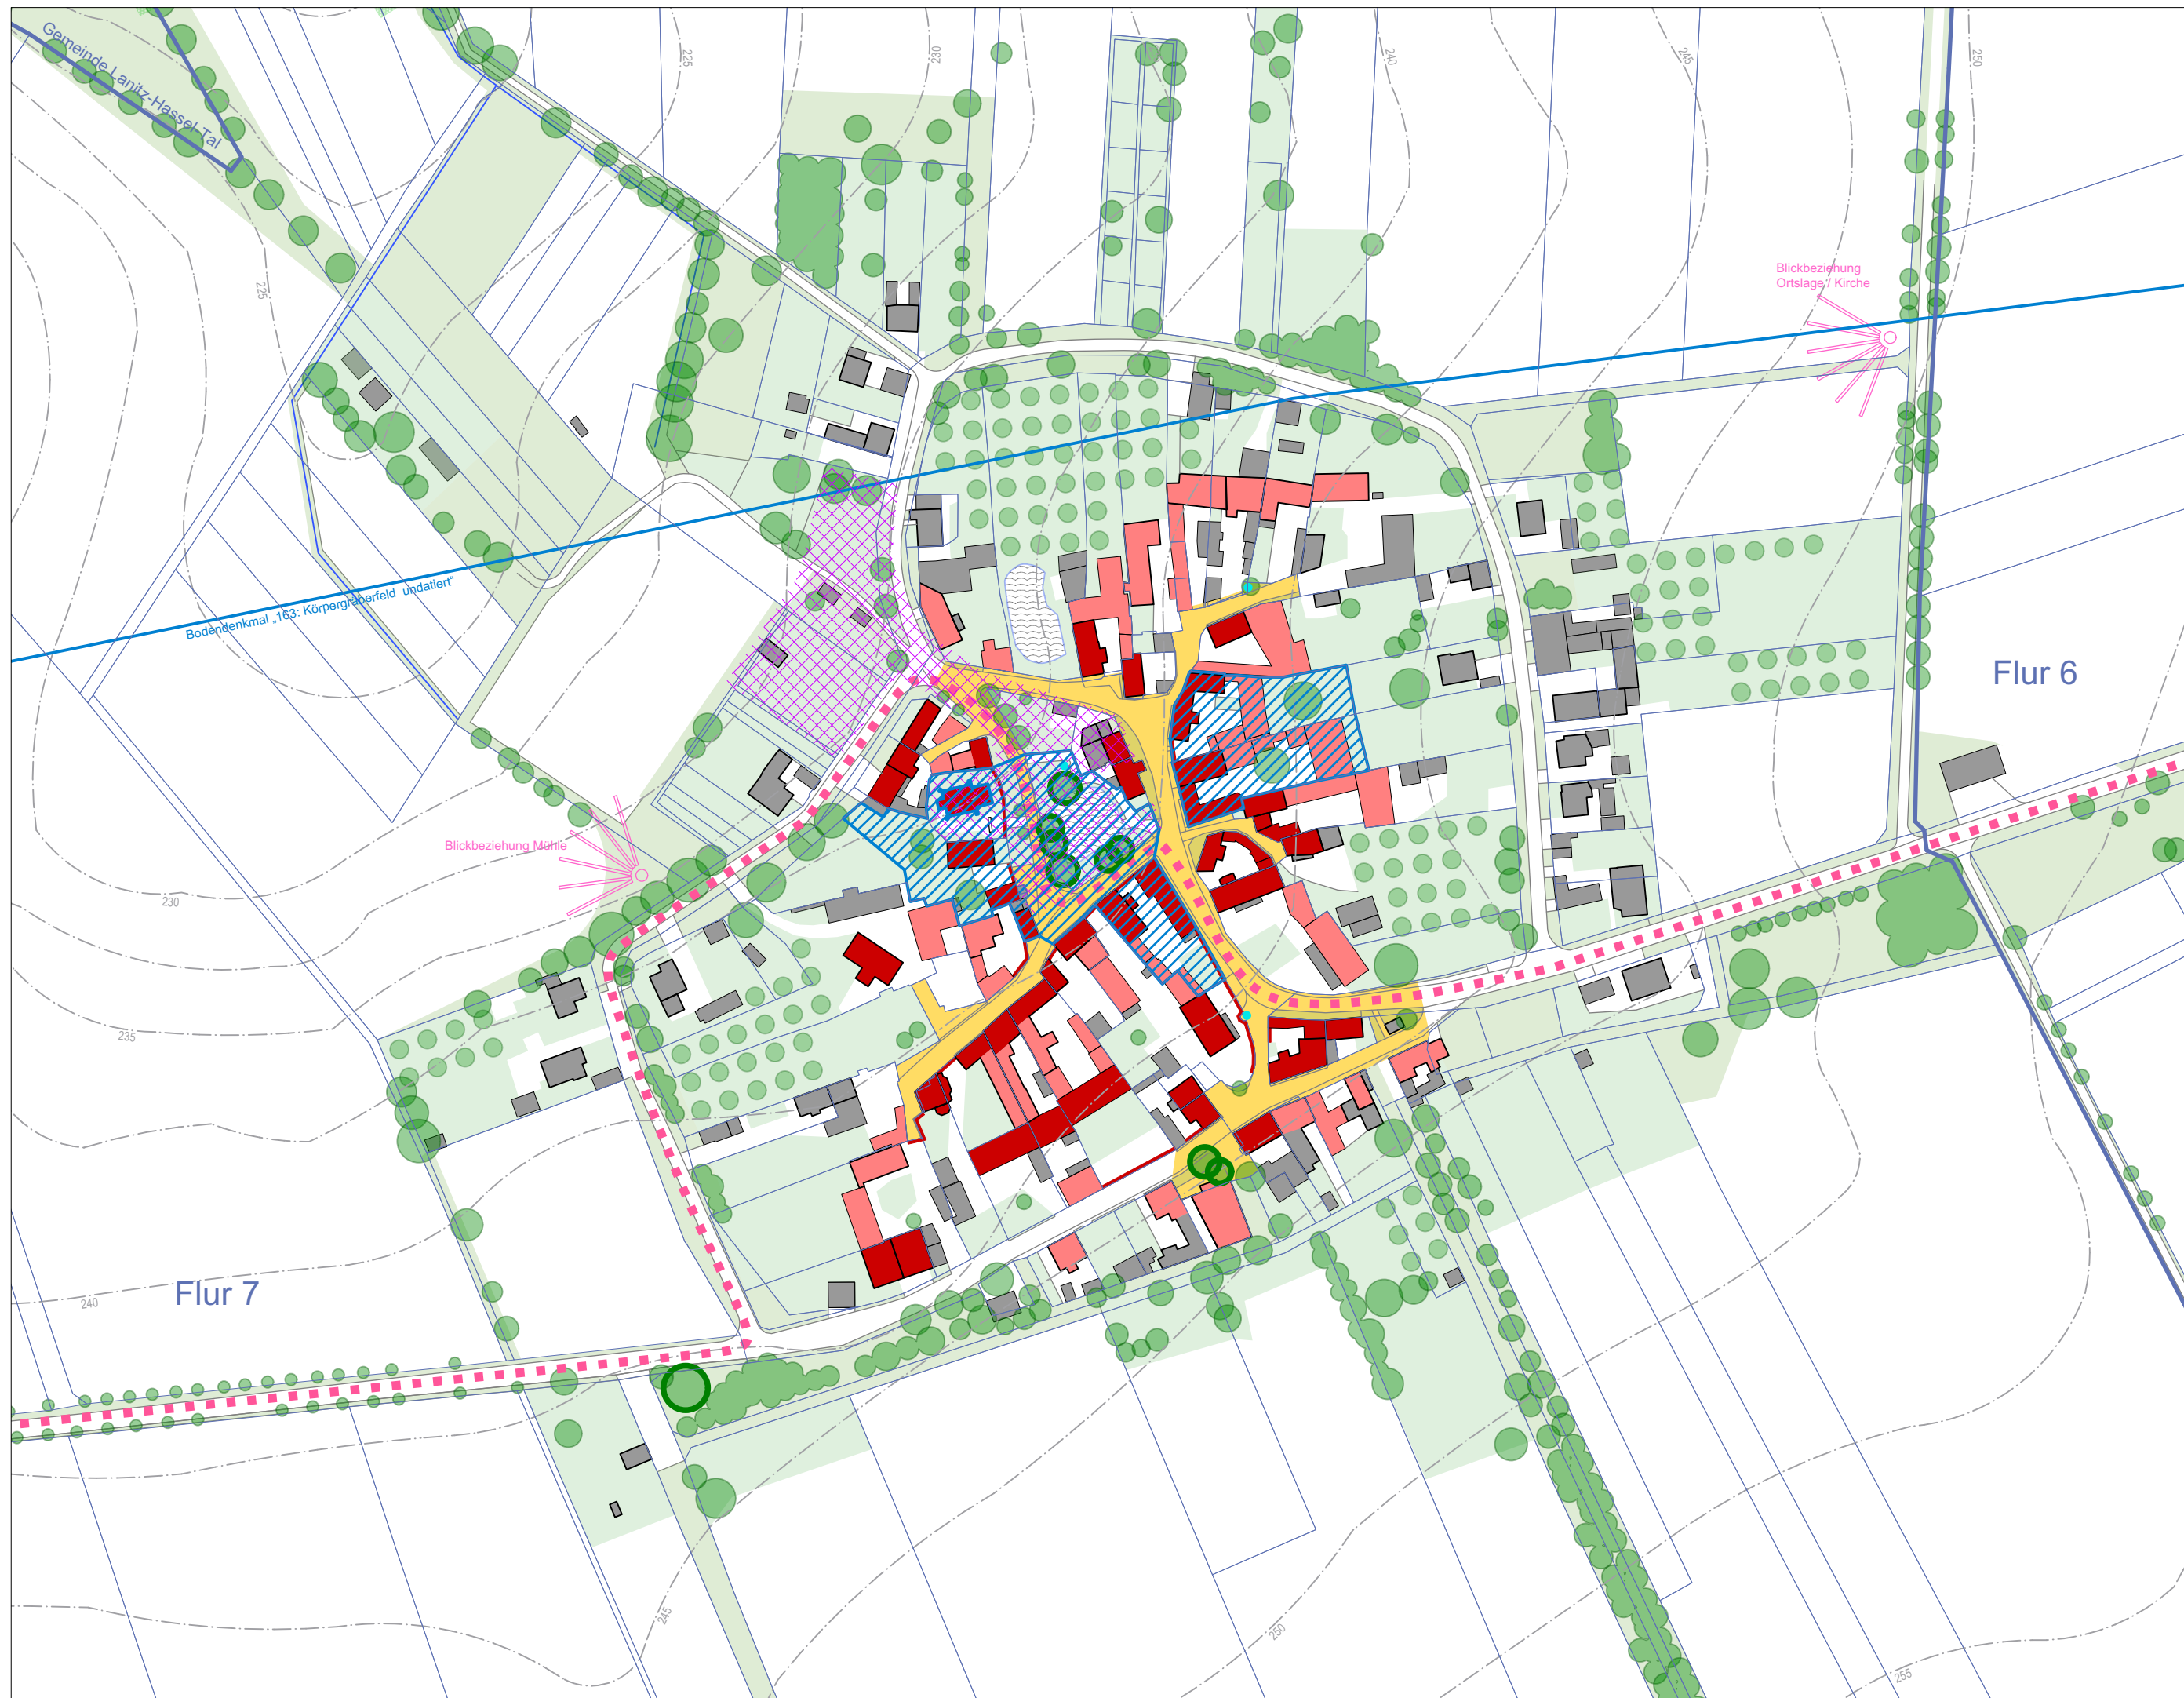 Gemeinde Lanitz-Hassel-Tal
225
230
240
245
250
225
Blickbeziehung
Ortslage / Kirche
Bodendenkmal „163: Körpergräberfeld undatiert“
Flur 6
Blickbeziehung Mühle
230
235
Flur 7
240
245
250
255